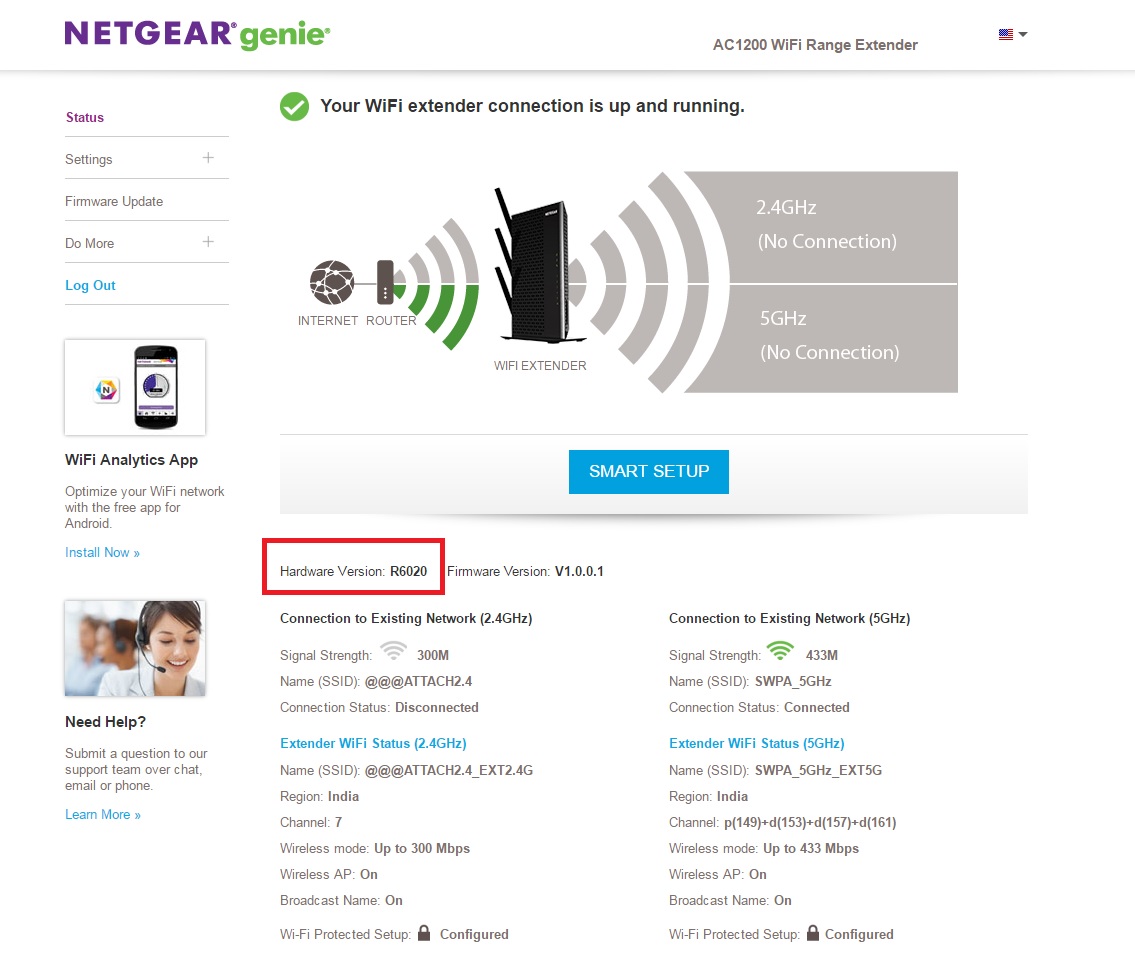 NETGEAR® genie®
AC1200 WiFi Range Extender
Status
Settings
Firmware Update
Do More
Log Out
WiFi Analytics App
Optimize your WiFi network
with the free app for
Android.
Install Now »
Need Help?
Submit a question to our
support team over chat,
email or phone.
Learn More »
Your WiFi extender connection is up and running.
2.4GHz
(No Connection)
5GHz
(No Connection)
INTERNET ROUTER
NETGEAR
WIFI EXTENDER
SMART SETUP
Hardware Version: R6020 Firmware Version: V1.0.0.1
Connection to Existing Network (2.4GHz)
Signal Strength: 300M
Name (SSID): @@@ATTACH2.4
Connection Status: Disconnected
Extender WiFi Status (2.4GHz)
Name (SSID): @@@ATTACH2.4_EXT2.4G
Region: India
Channel: 7
Wireless mode: Up to 300 Mbps
Wireless AP: On
Broadcast Name: On
Wi-Fi Protected Setup: Configured
Connection to Existing Network (5GHz)
Signal Strength: 433M
Name (SSID): SWPA_5GHz
Connection Status: Connected
Extender WiFi Status (5GHz)
Name (SSID): SWPA_5GHz_EXT5G
Region: India
Channel: p(149)+d(153)+d(157)+d(161)
Wireless mode: Up to 433 Mbps
Wireless AP: On
Broadcast Name: On
Wi-Fi Protected Setup: Configured